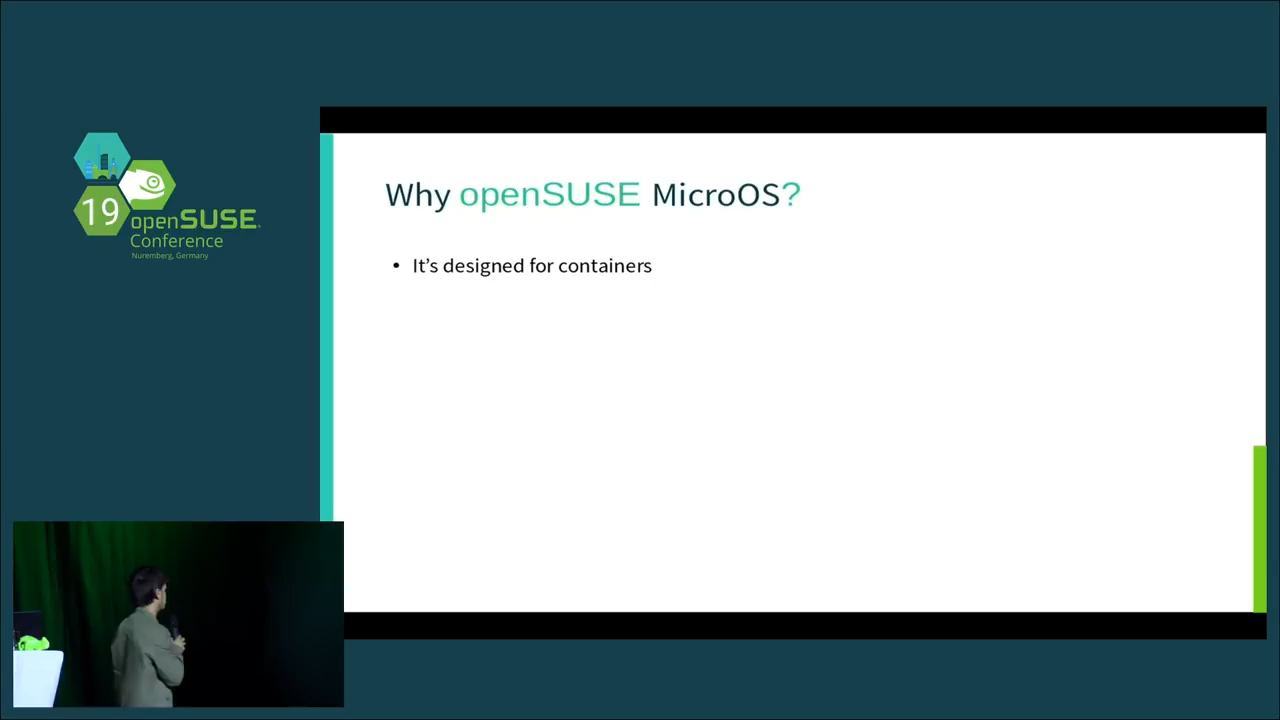 19
openSUSE
Conference
Nuremberg, Germany
Why openSUSE MicroOS?
• It’s designed for containers